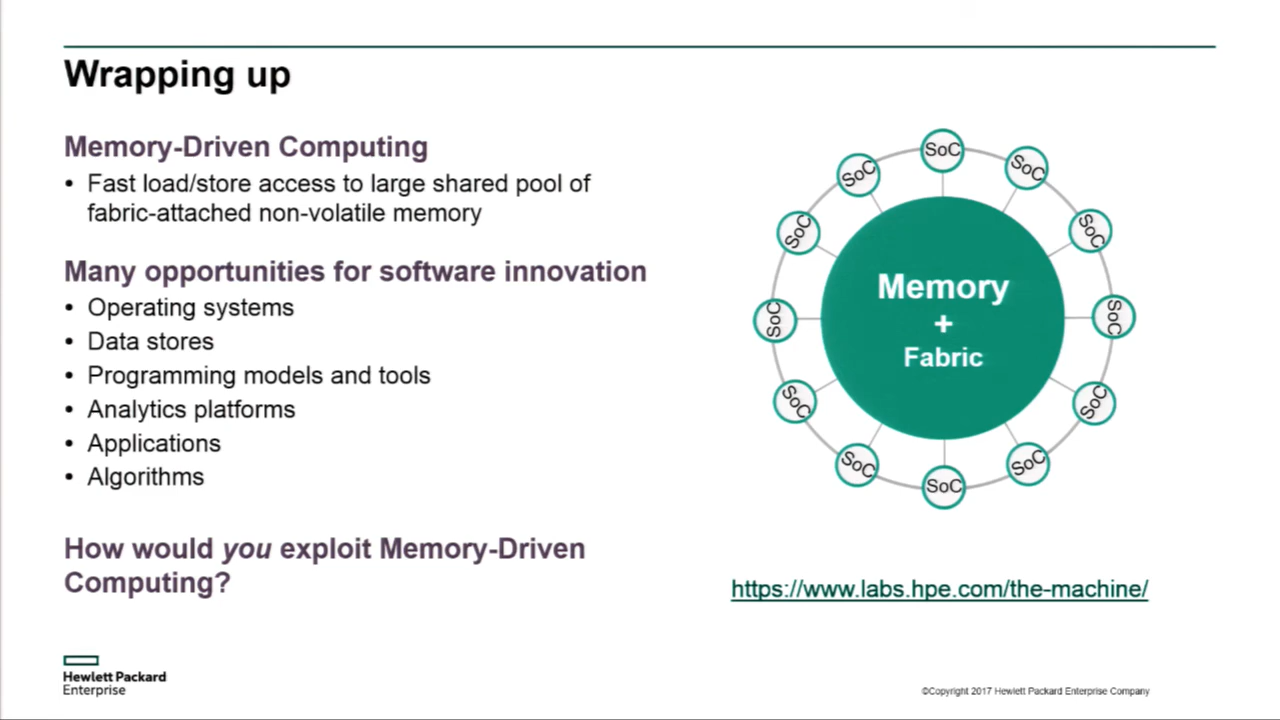 Wrapping up
Memory-Driven Computing
• Fast load/store access to large shared pool of
fabric-attached non-volatile memory
Many opportunities for software innovation
• Operating systems
• Data stores
• Programming models and tools
• Analytics platforms
• Applications
• Algorithms
How would you exploit Memory-Driven
Computing?
SoC
SoC
SoC
SoC
SoC
SoC
SoC
SoC
SoC
SoC
SoC
SoC
Memory
+
Fabric
https://www.labs.hpe.com/the-machine/
Hewlett Packard
Enterprise
©Copyright 2017 Hewlett Packard Enterprise Company